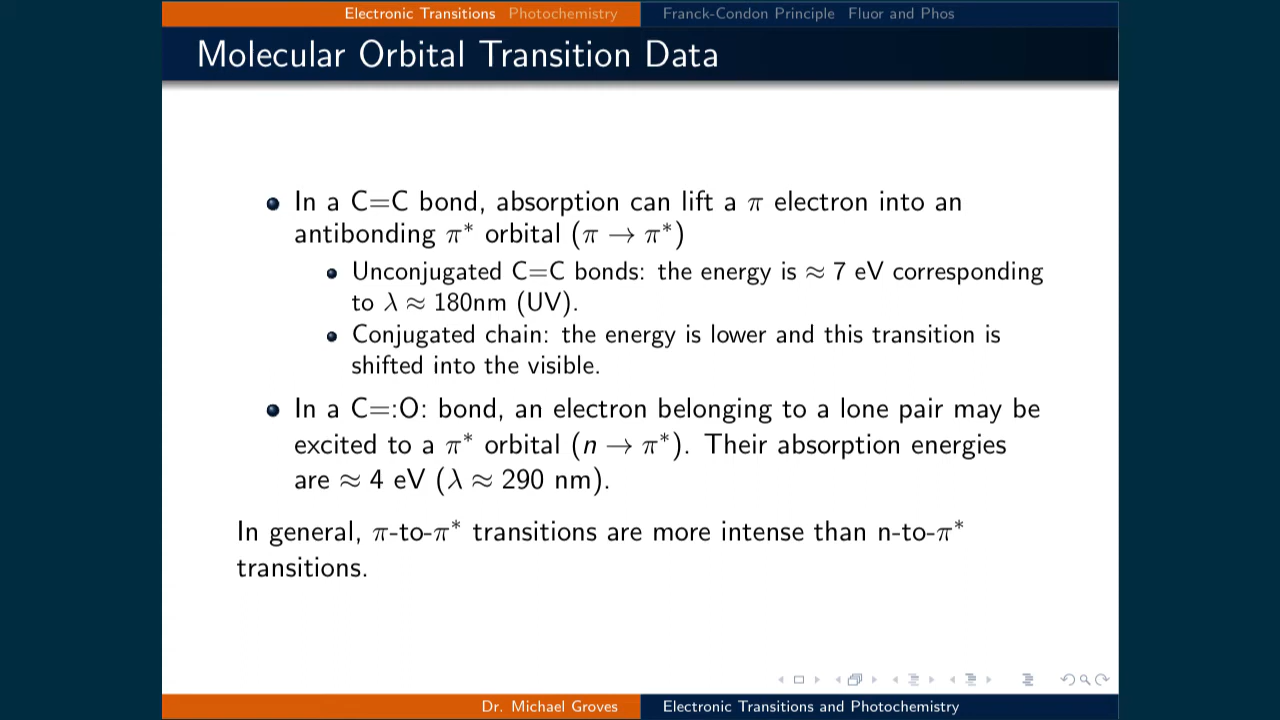 Electronic Transitions Photochemistry Franck-Condon Principle Fluor and Phos
Molecular Orbital Transition Data
In a C=C bond, absorption can lift a π electron into an
antibonding π* orbital (π → π*)
Unconjugated C=C bonds: the energy is ≈ 7 eV corresponding
to λ ≈ 180nm (UV).
Conjugated chain: the energy is lower and this transition is
shifted into the visible.
In a C=:O: bond, an electron belonging to a lone pair may be
excited to a π* orbital (n → π*). Their absorption energies
are ≈ 4 eV (λ ≈ 290 nm).
In general, π-to-π* transitions are more intense than n-to-π*
transitions.
Dr. Michael Groves Electronic Transitions and Photochemistry